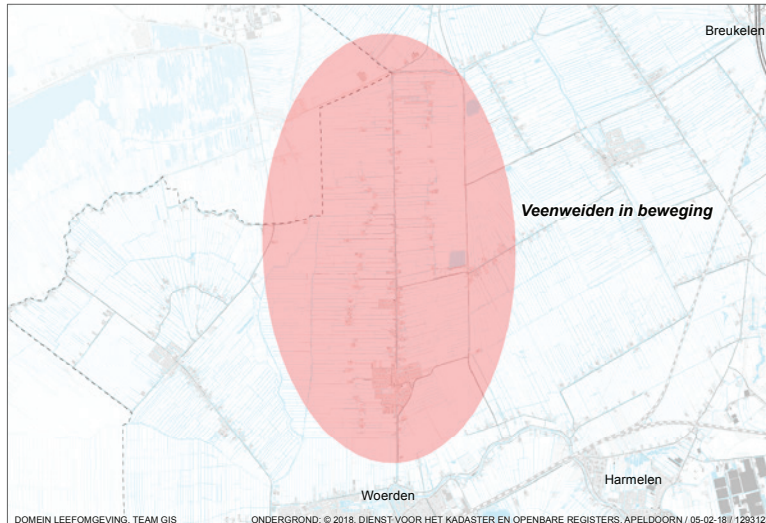 Breukelen
Veenweiden in beweging
Harmelen
Woerden
DOMEIN LEEFOMGEVING, TEAM GIS
ONDERGROND: © 2018, DIENST VOOR HET KADASTER EN OPENBARE REGISTERS, APELDOORN / 05-02-18 // 129312